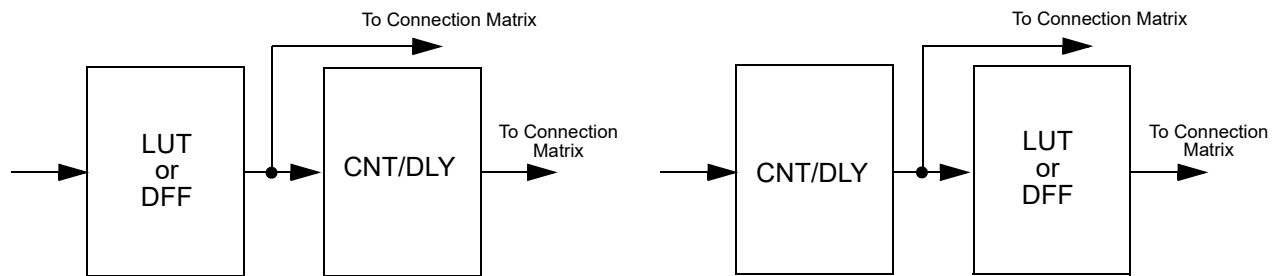 To Connection Matrix
LUT
or
DFF
CNT/DLY
To Connection
Matrix
To Connection Matrix
CNT/DLY
LUT
or
DFF
To Connection
Matrix